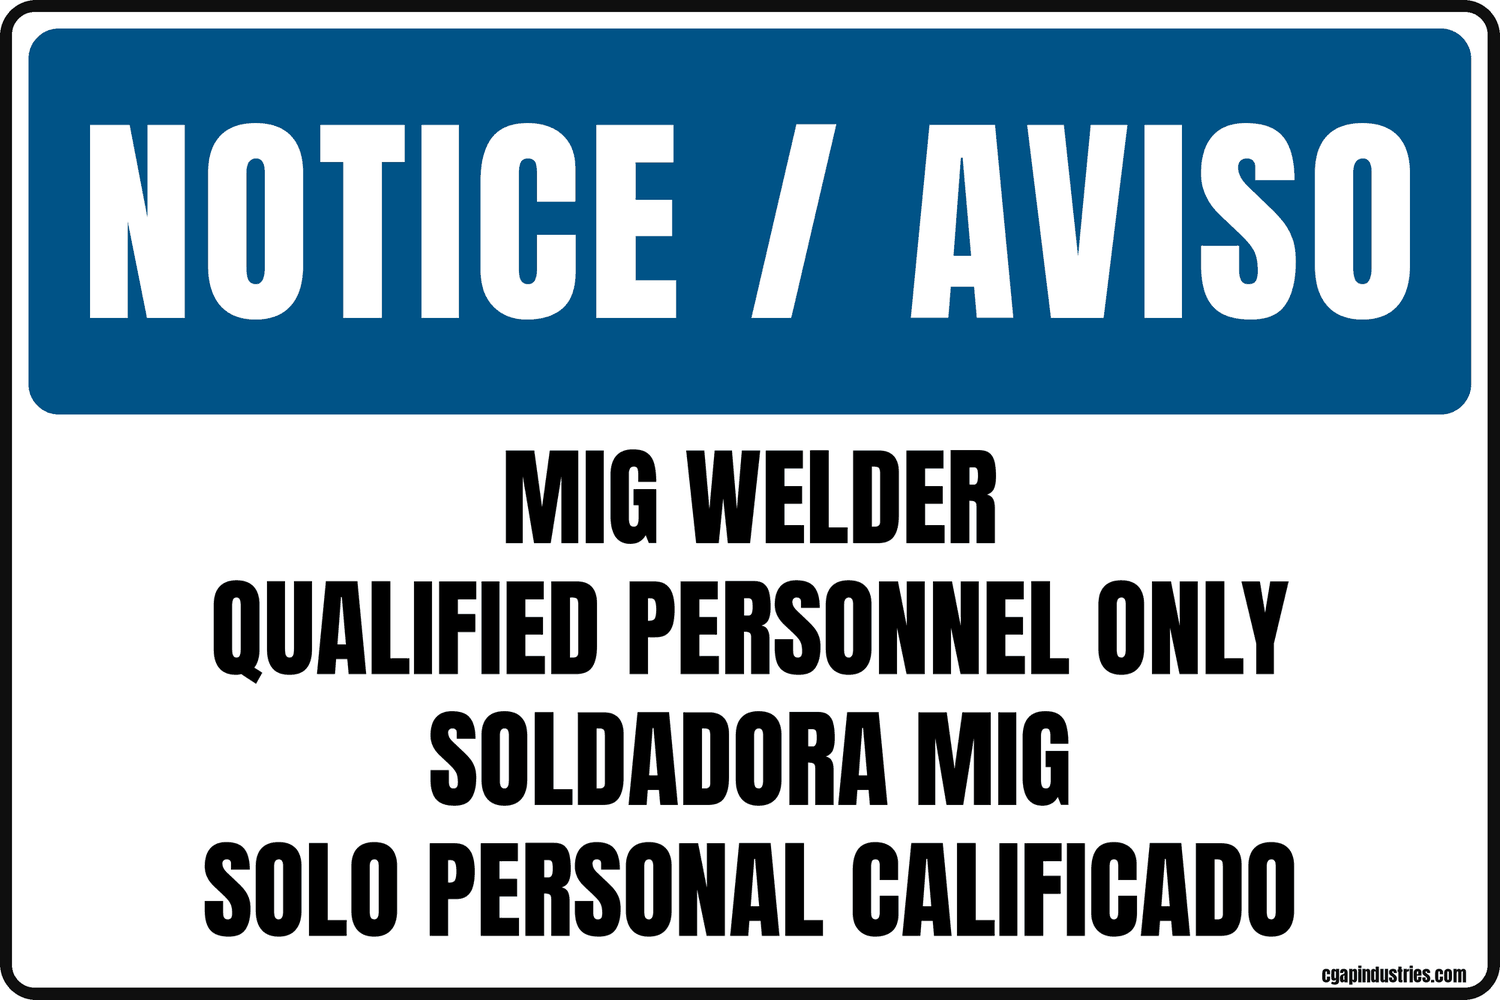 NOTICE / AVISO
MIG WELDER
QUALIFIED PERSONNEL ONLY
SOLDADORA MIG
SOLO PERSONAL CALIFICADO
cgapindustries.com